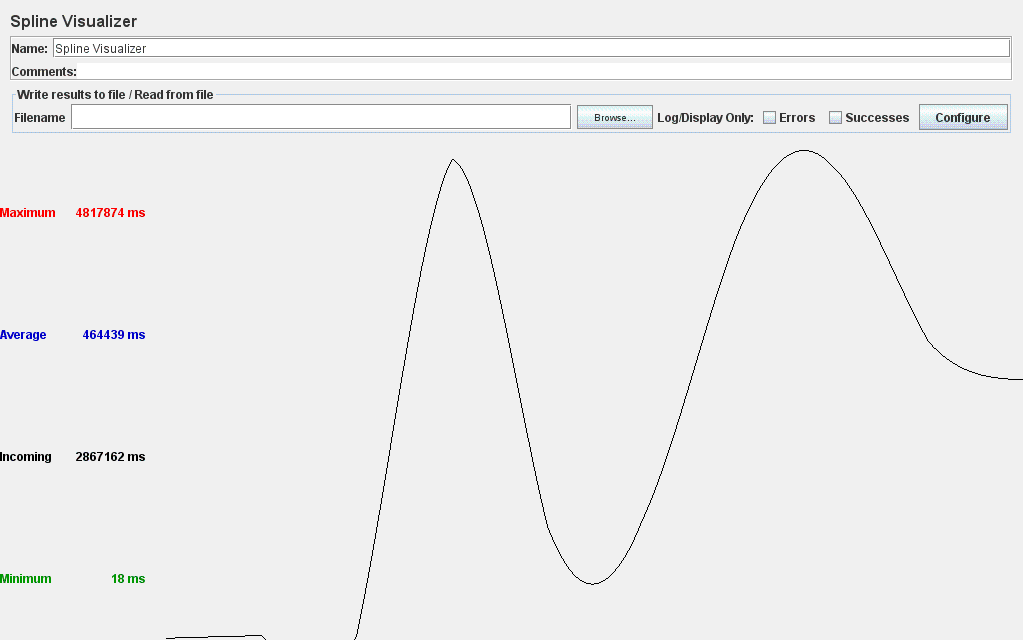 Spline Visualizer
Name: Spline Visualizer
Comments:
Write results to file / Read from file
Filename Browse... Log/Display Only: Errors Successes Configure
Maximum 4817874 ms
Average 464439 ms
Incoming 2867162 ms
Minimum 18 ms